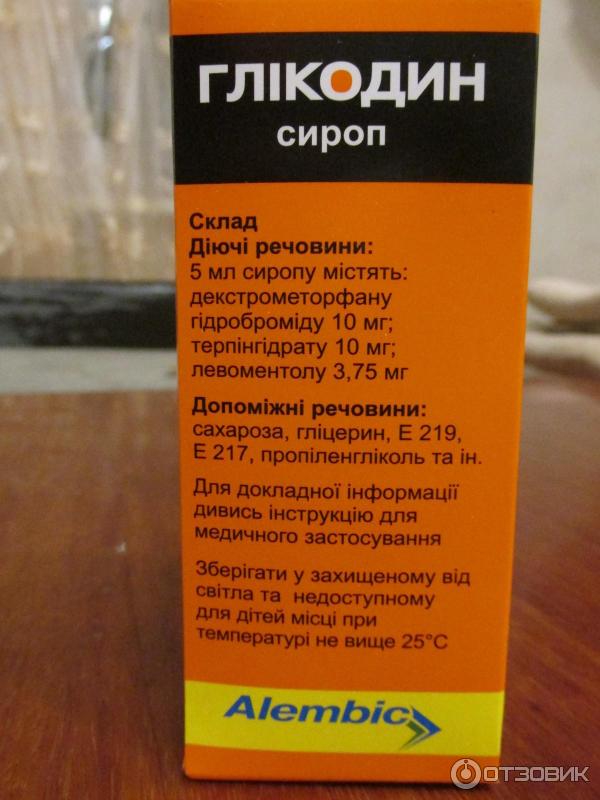 ГЛІКОДИН
сироп
Склад
Діючі речовини:
5 мл сиропу містять:
декстрометорфану
гідроброміду 10 мг;
терпінгідрату 10 мг;
левоментолу 3,75 мг
Допоміжні речовини:
сахароза, гліцерин, Е 219,
Е 217, пропіленгліколь та ін.
Для докладної інформації
дивись інструкцію для
медичного застосування
Зберігати у захищеному від
світла та недоступному
для дітей місці при
температурі не вище 25°С
Alembic
ОТЗОВИК